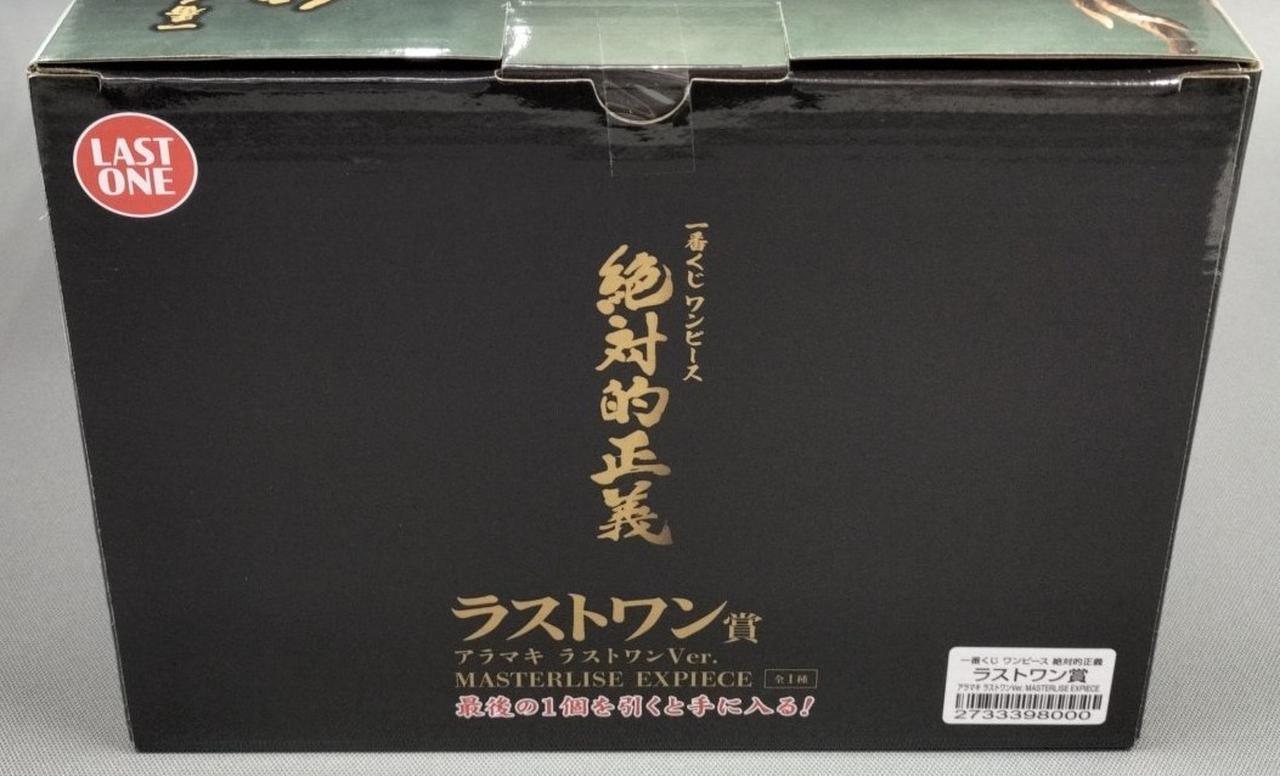 一番
LAST
ONE
一番くじ ワンピース
絶対的正義
ラストワン賞
アラマキ ラストワンVer.
MASTERLISE EXPIECE 全1種
最後の1個を引くと手に入る!
一番くじ ワンピース 絶対的正義
ラストワン賞
アラマキ ラストワンVer. MASTERLISE EXPIECE
2733398000